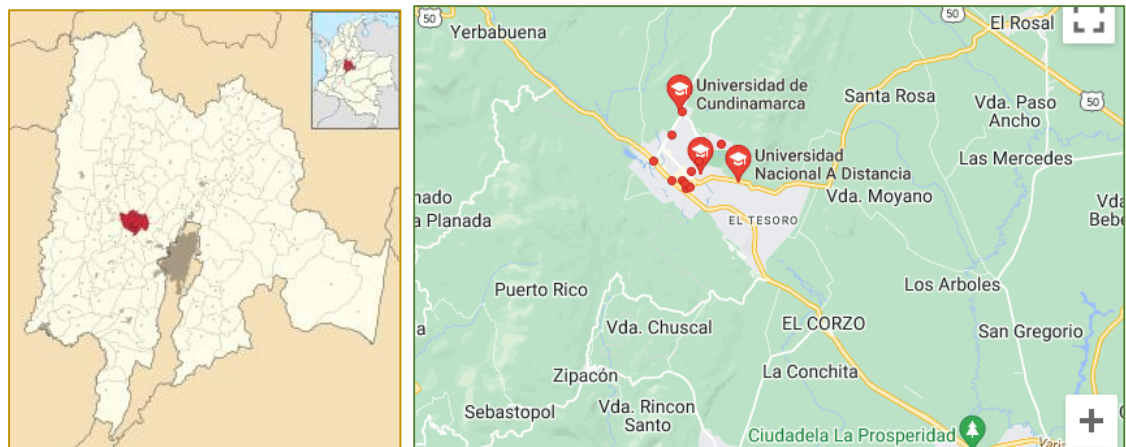 50
50
El Rosal
Yerbabuena
Universidad de
Cundinamarca
Santa Rosa
Vda. Paso
Ancho
50
Universidad
Nacional A Distancia
Las Mercedes
nado
a Planada
Vda. Moyano
Vda
Bebe
EL TESORO
Puerto Rico
Los Arboles
a
Vda. Chuscal
EL CORZO
San Gregorio
Zipacón
La Conchita
Sebastopol
Vda. Rincon
Santo
Ciudadela La Prosperidad